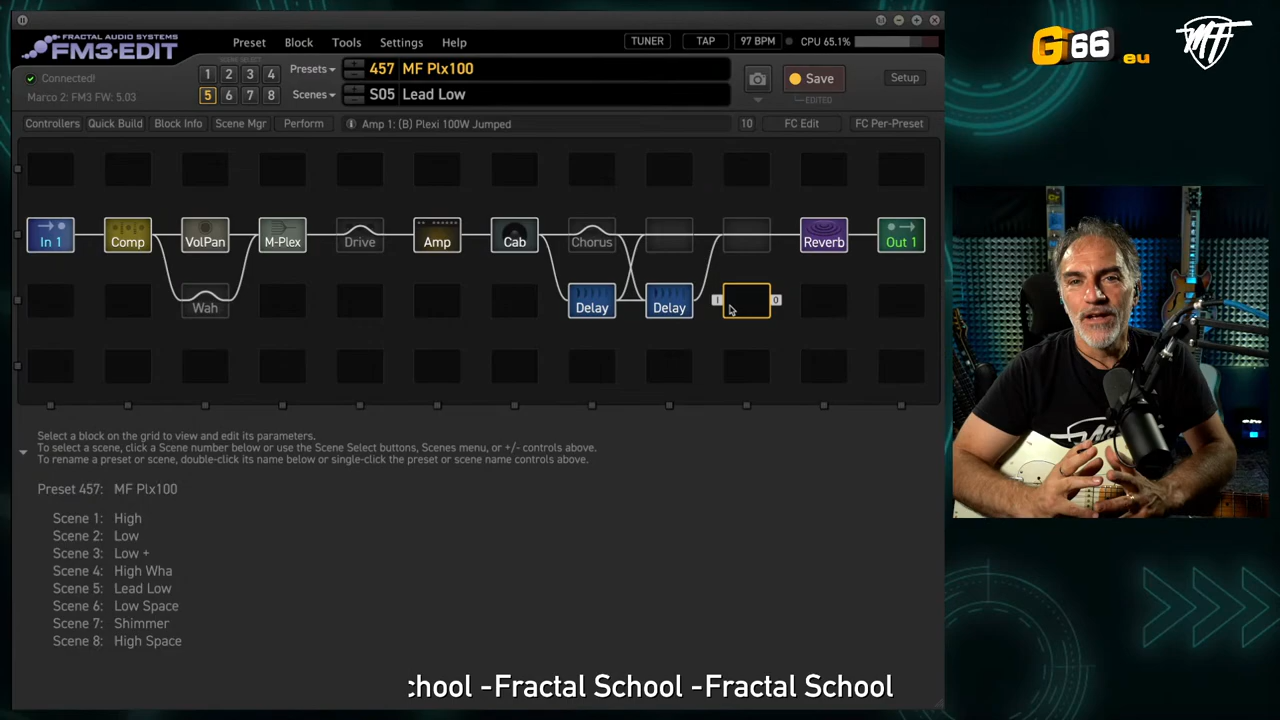 FRACTAL AUDIO SYSTEMS
FM3-EDIT
Preset Block Tools Settings Help
TUNER TAP 97 BPM CPU 65.1%
Connected!
Marco 2: FM3 FW: 5.03
SCENE SELECT
1 2 3 4
5 6 7 8
Presets 457 MF Plx100
Scenes S05 Lead Low
Save
EDITED
Setup
Controllers Quick Build Block Info Scene Mgr Perform Amp 1: (B) Plexi 100W Jumped 10 FC Edit FC Per-Preset
In 1 Comp VolPan M-Plex Drive Amp Cab Chorus Reverb Out 1
Wah Delay Delay I O
Select a block on the grid to view and edit its parameters.
To select a scene, click a Scene number below or use the Scene Select buttons, Scenes menu, or +/- controls above.
To rename a preset or scene, double-click its name below or single-click the preset or scene name controls above.
Preset 457: MF Plx100
Scene 1: High
Scene 2: Low
Scene 3: Low +
Scene 4: High Wha
Scene 5: Lead Low
Scene 6: Low Space
Scene 7: Shimmer
Scene 8: High Space
G66
eu
chool -Fractal School -Fractal School